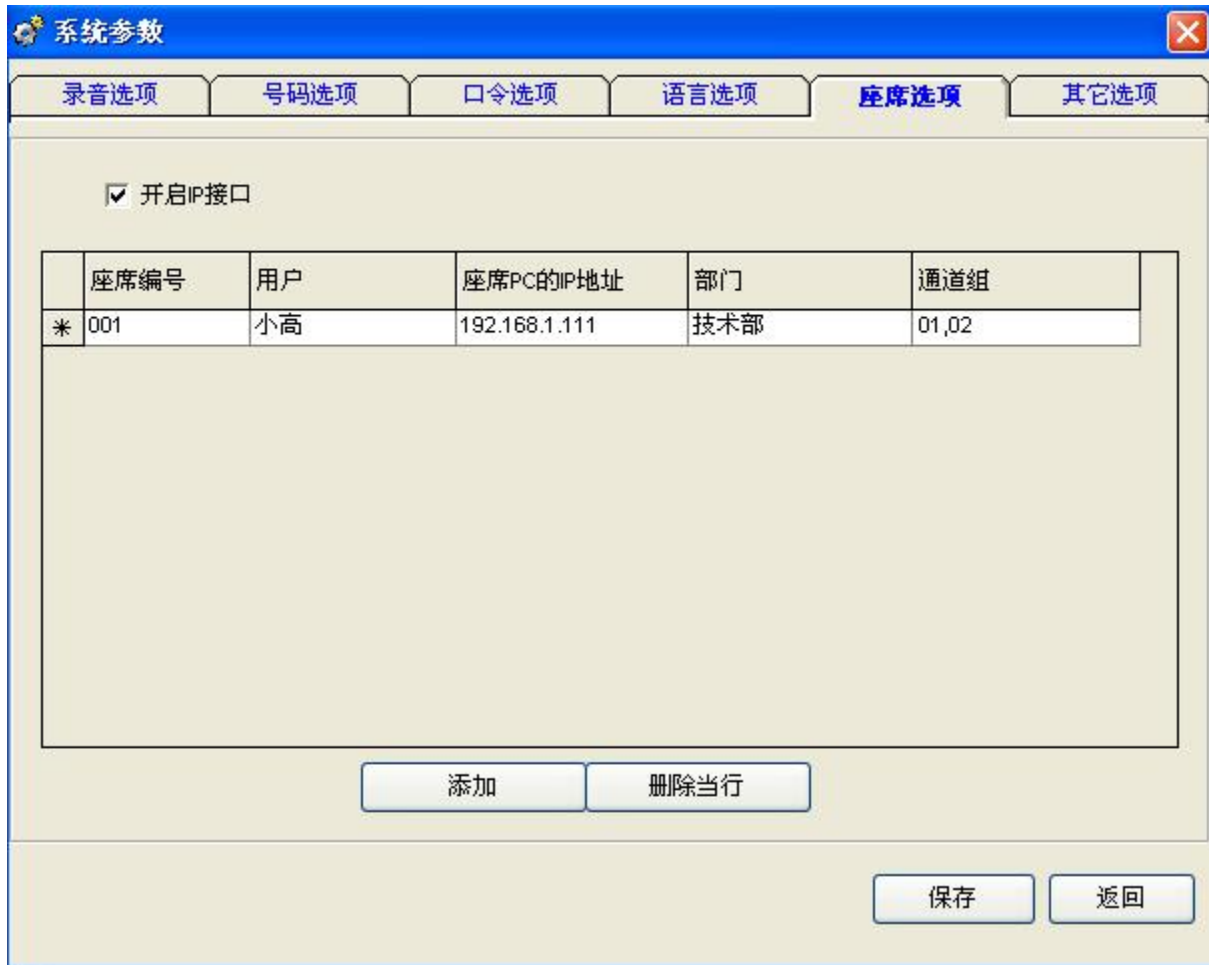 系统参数
录音选项 号码选项 口令选项 语言选项 座席选项 其它选项
开启IP接口
座席编号 用户 座席PC的IP地址 部门 通道组
001 小高 192.168.1.111 技术部 01,02
添加 删除当行
保存 返回